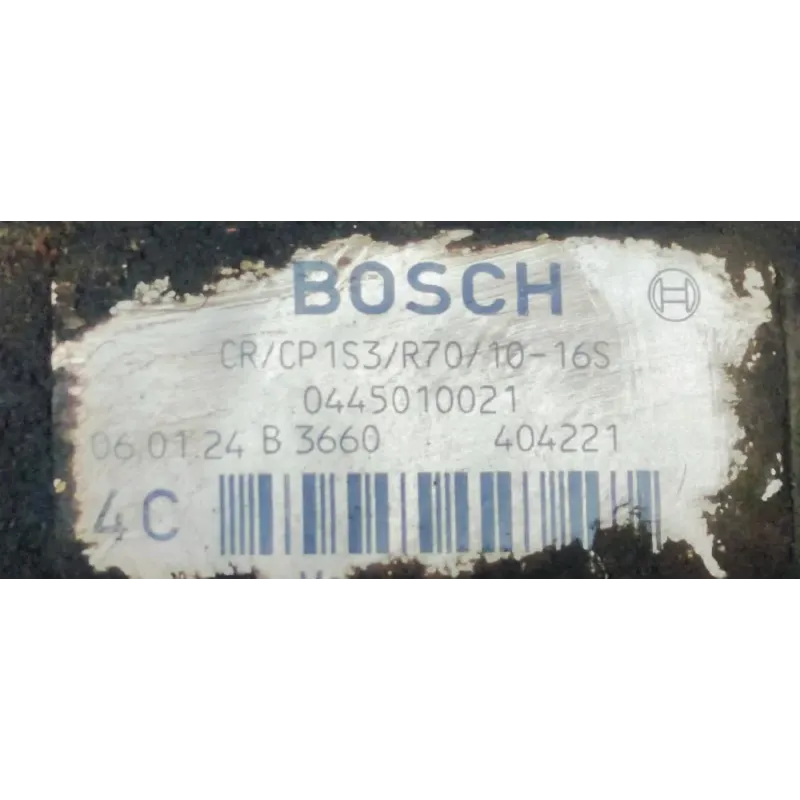 BOSCH
CR/CP1S3/R70/10-16S
0445010021
06.01.24 B 3660 404221
4C